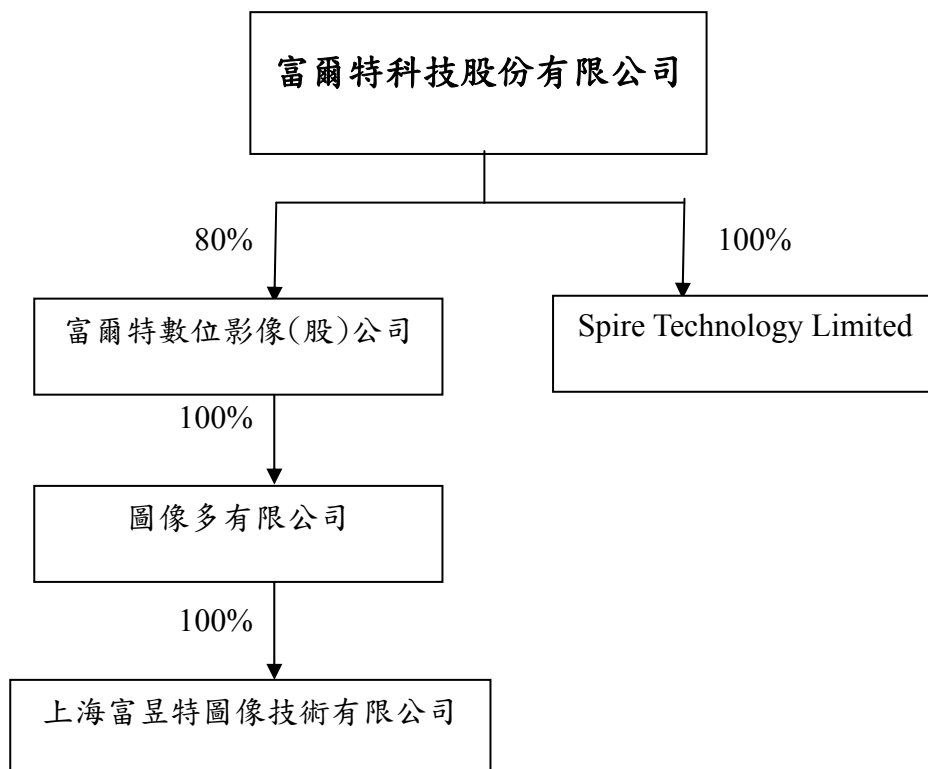 富爾特科技股份有限公司
80%
100%
富爾特數位影像(股)公司
Spire Technology Limited
100%
圖像多有限公司
100%
上海富昱特圖像技術有限公司